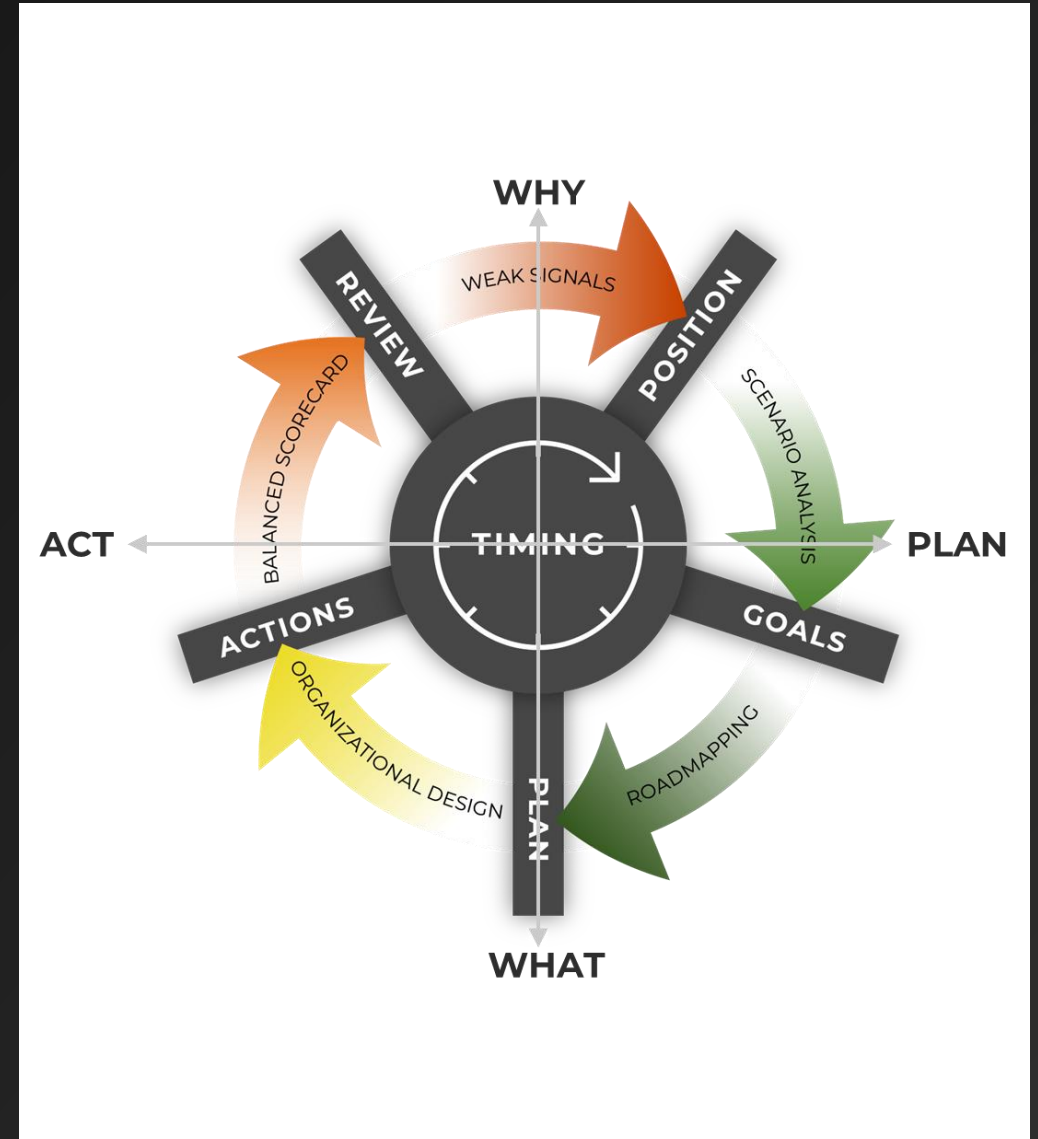 WHY
WEAK SIGNALS
REVIEW
POSITION
BALANCED SCORECARD
SCENARIO ANALYSIS
ACT
TIMING
PLAN
ACTIONS
GOALS
ORGANIZATIONAL DESIGN
ROADMAPPING
PLAN
WHAT